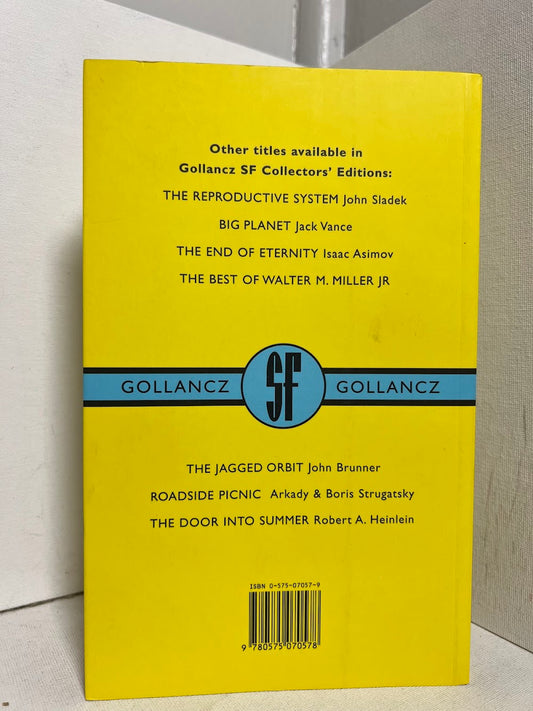 Other titles available in
Gollancz SF Collectors' Editions:
THE REPRODUCTIVE SYSTEM John Sladek
BIG PLANET Jack Vance
THE END OF ETERNITY Isaac Asimov
THE BEST OF WALTER M. MILLER JR
GOLLANCZ SF GOLLANCZ
THE JAGGED ORBIT John Brunner
ROADSIDE PICNIC Arkady & Boris Strugatsky
THE DOOR INTO SUMMER Robert A. Heinlein
ISBN 0-575-07057-9
9 780575 070578